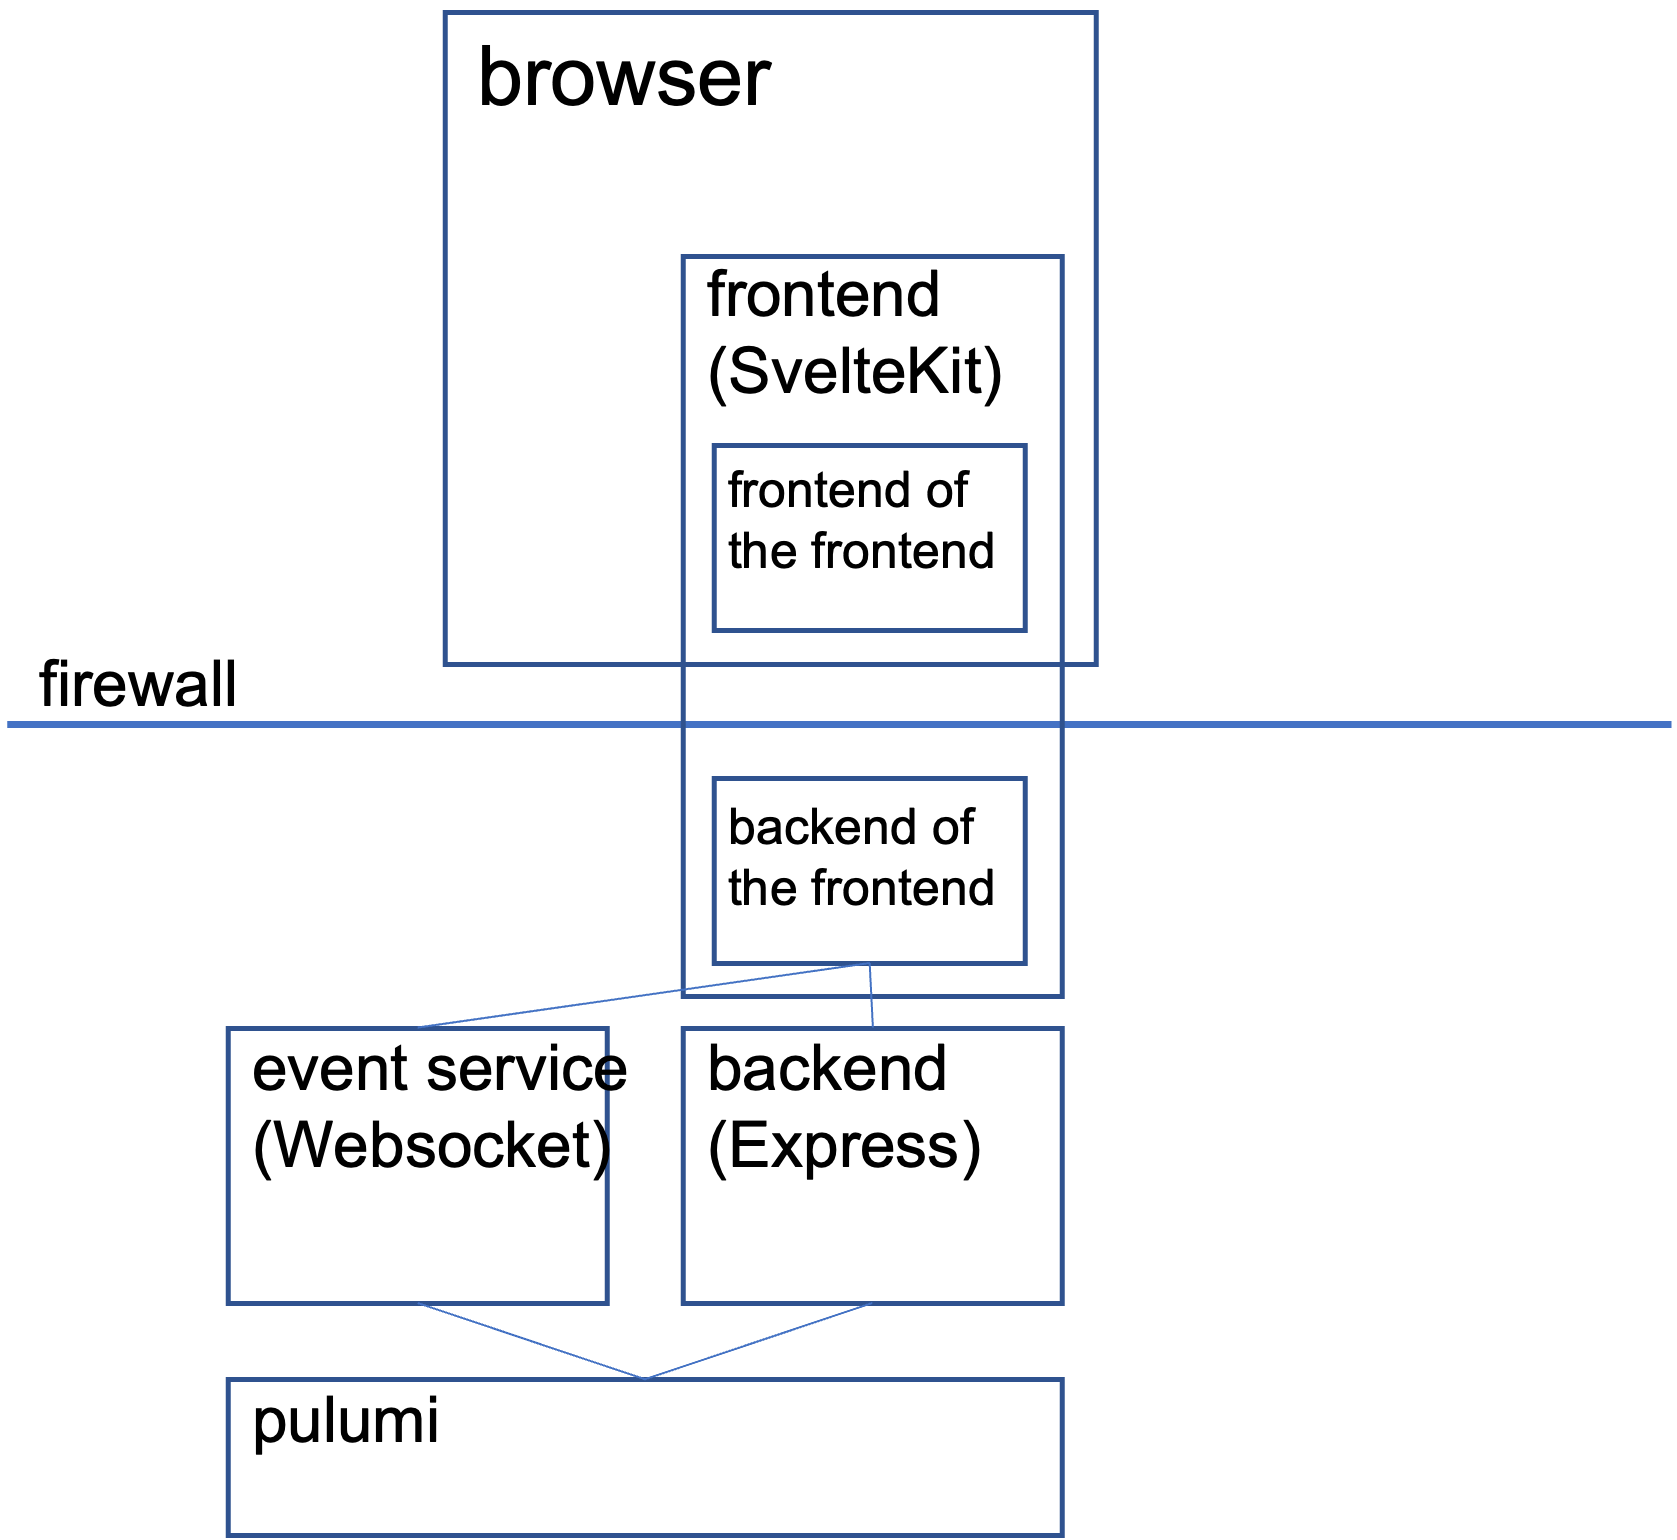 browser
frontend
(SvelteKit)
frontend of
the frontend
firewall
backend of
the frontend
event service
(Websocket)
backend
(Express)
pulumi